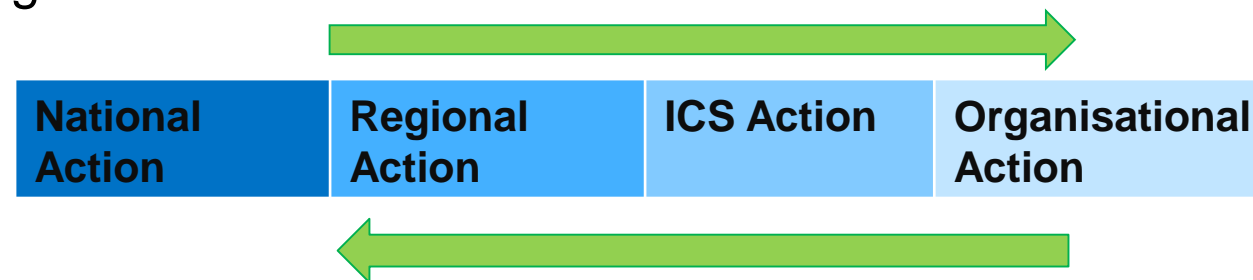 g
National
Action
Regional
Action
ICS Action
Organisational
Action